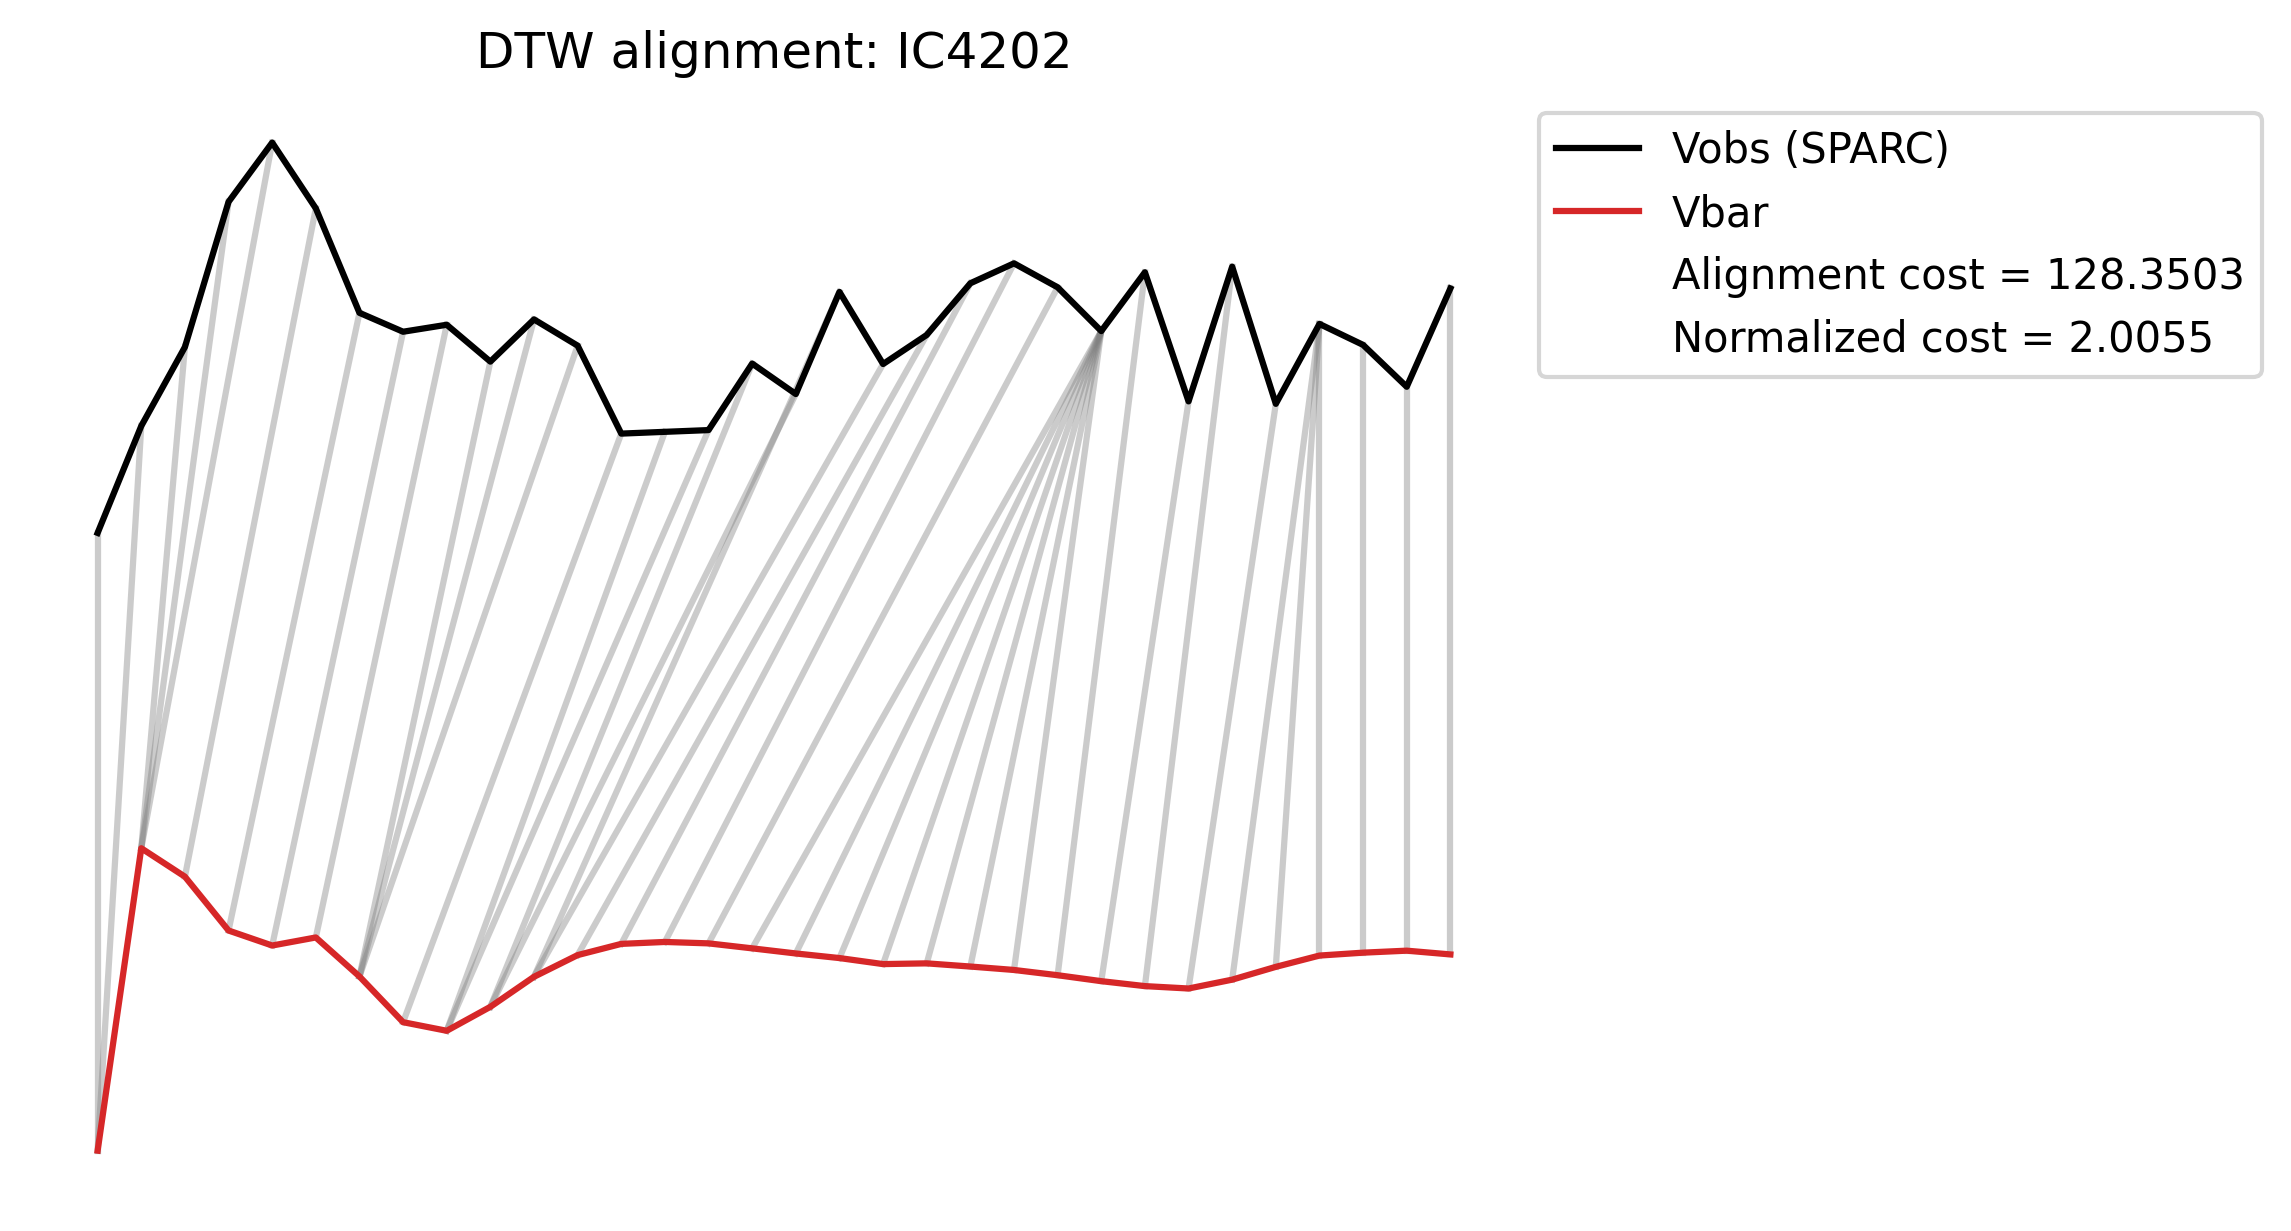 DTW alignment: IC4202
Vobs (SPARC)
Vbar
Alignment cost = 128.3503
Normalized cost = 2.0055